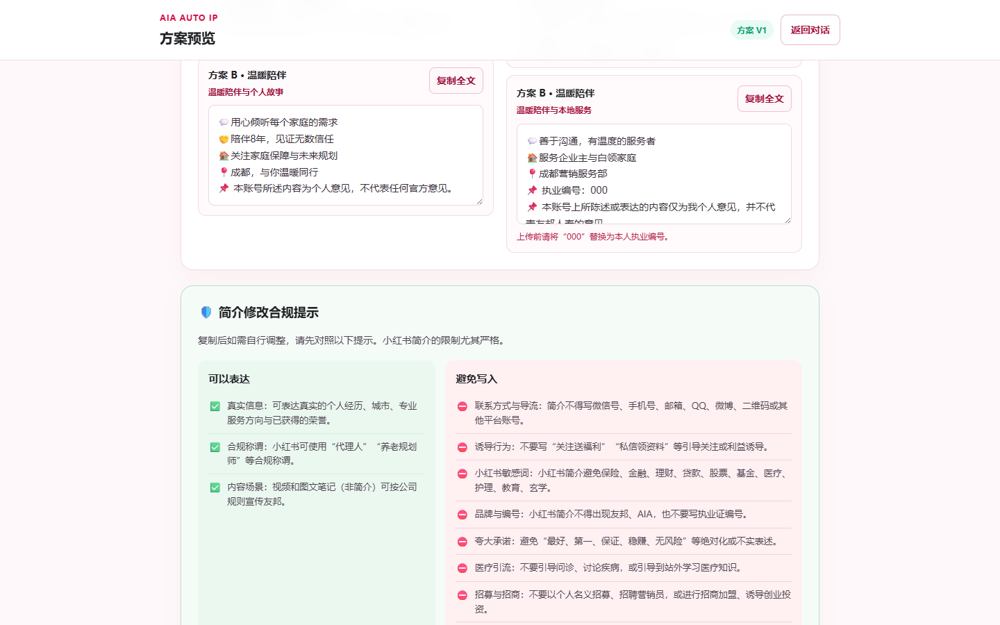 AIA AUTO IP
方案预览
方案 V1
返回对话
方案 B • 温暖陪伴
温暖陪伴与个人故事
复制全文
💬用心倾听每个家庭的需求
🤝陪伴8年，见证无数信任
🏠关注家庭保障与未来规划
📍成都，与你温暖同行
📌 本账号所述内容为个人意见，不代表任何官方意见。
方案 B • 温暖陪伴
温暖陪伴与本地服务
复制全文
💬善于沟通，有温度的服务者
🏠服务企业主与白领家庭
📍成都营销服务部
📌 执业编号：000
📌 本账号上所陈述或表达的内容仅为我个人意见，并不代
表友邦人寿的意见
上传前请将“000”替换为本人执业编号。
简介修改合规提示
复制后如需自行调整，请先对照以下提示。小红书简介的限制尤其严格。
可以表达
真实信息：可表达真实的个人经历、城市、专业
服务方向与已获得的荣誉。
合规称谓：小红书可使用“代理人”“养老规划
师”等合规称谓。
内容场景：视频和图文笔记（非简介）可按公司
规则宣传友邦。
避免写入
联系方式与导流：简介不得写微信号、手机号、邮箱、QQ、微博、二维码或其
他平台账号。
诱导行为：不要写“关注送福利”“私信领资料”等引导关注或利益诱导。
小红书敏感词：小红书简介避免保险、金融、理财、贷款、股票、基金、医疗、
护理、教育、玄学。
品牌与编号：小红书简介不得出现友邦、AIA，也不要写执业证编号。
夸大承诺：避免“最好、第一、保证、稳赚、无风险”等绝对化或不实表述。
医疗引流：不要引导问诊、讨论疾病，或引导到站外学习医疗知识。
招募与招商：不要以个人名义招募、招聘营销员，或进行招商加盟、诱导创业投
资。